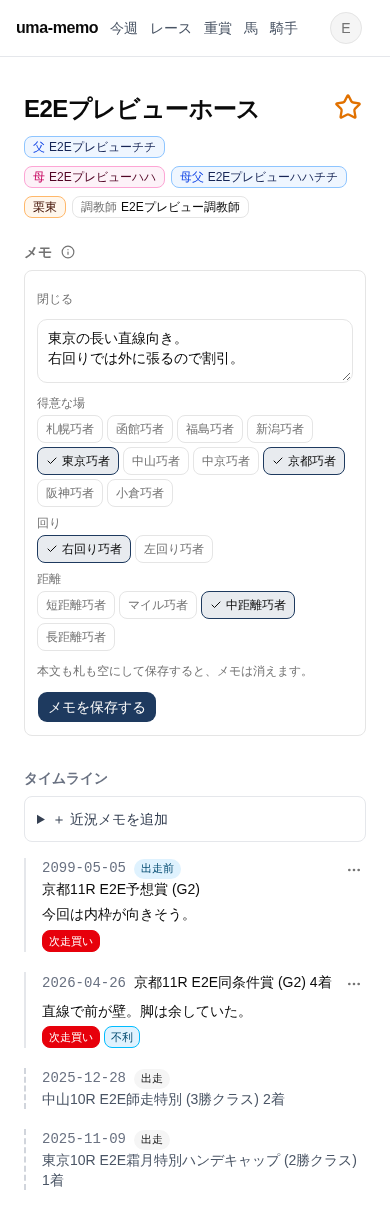 uma-memo 今週 レース 重賞 馬 騎手 E
E2Eプレビューホース
父 E2Eプレビューチチ
母 E2Eプレビューハハ 母父 E2Eプレビューハハチチ
栗東 調教師 E2Eプレビュー調教師
メモ
閉じる
東京の長い直線向き。
右回りでは外に張るので割引。
得意な場
札幌巧者 函館巧者 福島巧者 新潟巧者
東京巧者 中山巧者 中京巧者 京都巧者
阪神巧者 小倉巧者
回り
右回り巧者 左回り巧者
距離
短距離巧者 マイル巧者 中距離巧者
長距離巧者
本文も札も空にして保存すると、メモは消えます。
メモを保存する
タイムライン
▶ ＋ 近況メモを追加
2099-05-05 出走前 …
京都11R E2E予想賞 (G2)
今回は内枠が向きそう。
次走買い
2026-04-26 京都11R E2E同条件賞 (G2) 4着 …
直線で前が壁。脚は余していた。
次走買い 不利
2025-12-28 出走
中山10R E2E師走特別 (3勝クラス) 2着
2025-11-09 出走
東京10R E2E霜月特別ハンデキャップ (2勝クラス)
1着